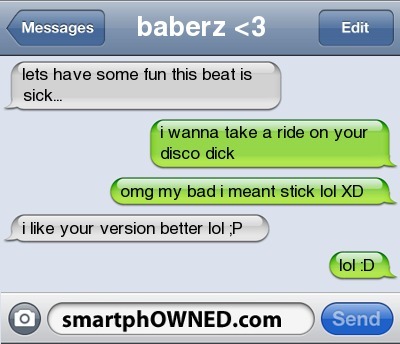 Messages
baberz <3
Edit
lets have some fun this beat is
sick...
i wanna take a ride on your
disco dick
omg my bad i meant stick lol XD
i like your version better lol ;P
lol :D
smartphOWNED.com
Send